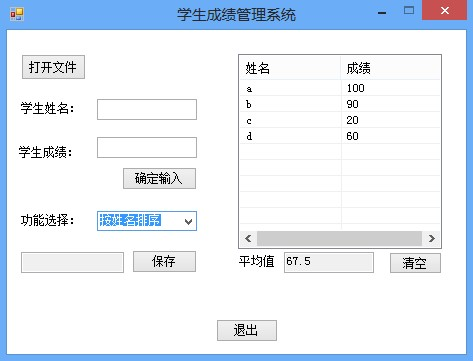 学生成绩管理系统
打开文件
学生姓名：
学生成绩：
确定输入
功能选择：
按姓名排序
保存
姓名 成绩
a 100
b 90
c 20
d 60
平均值 67.5 清空
退出